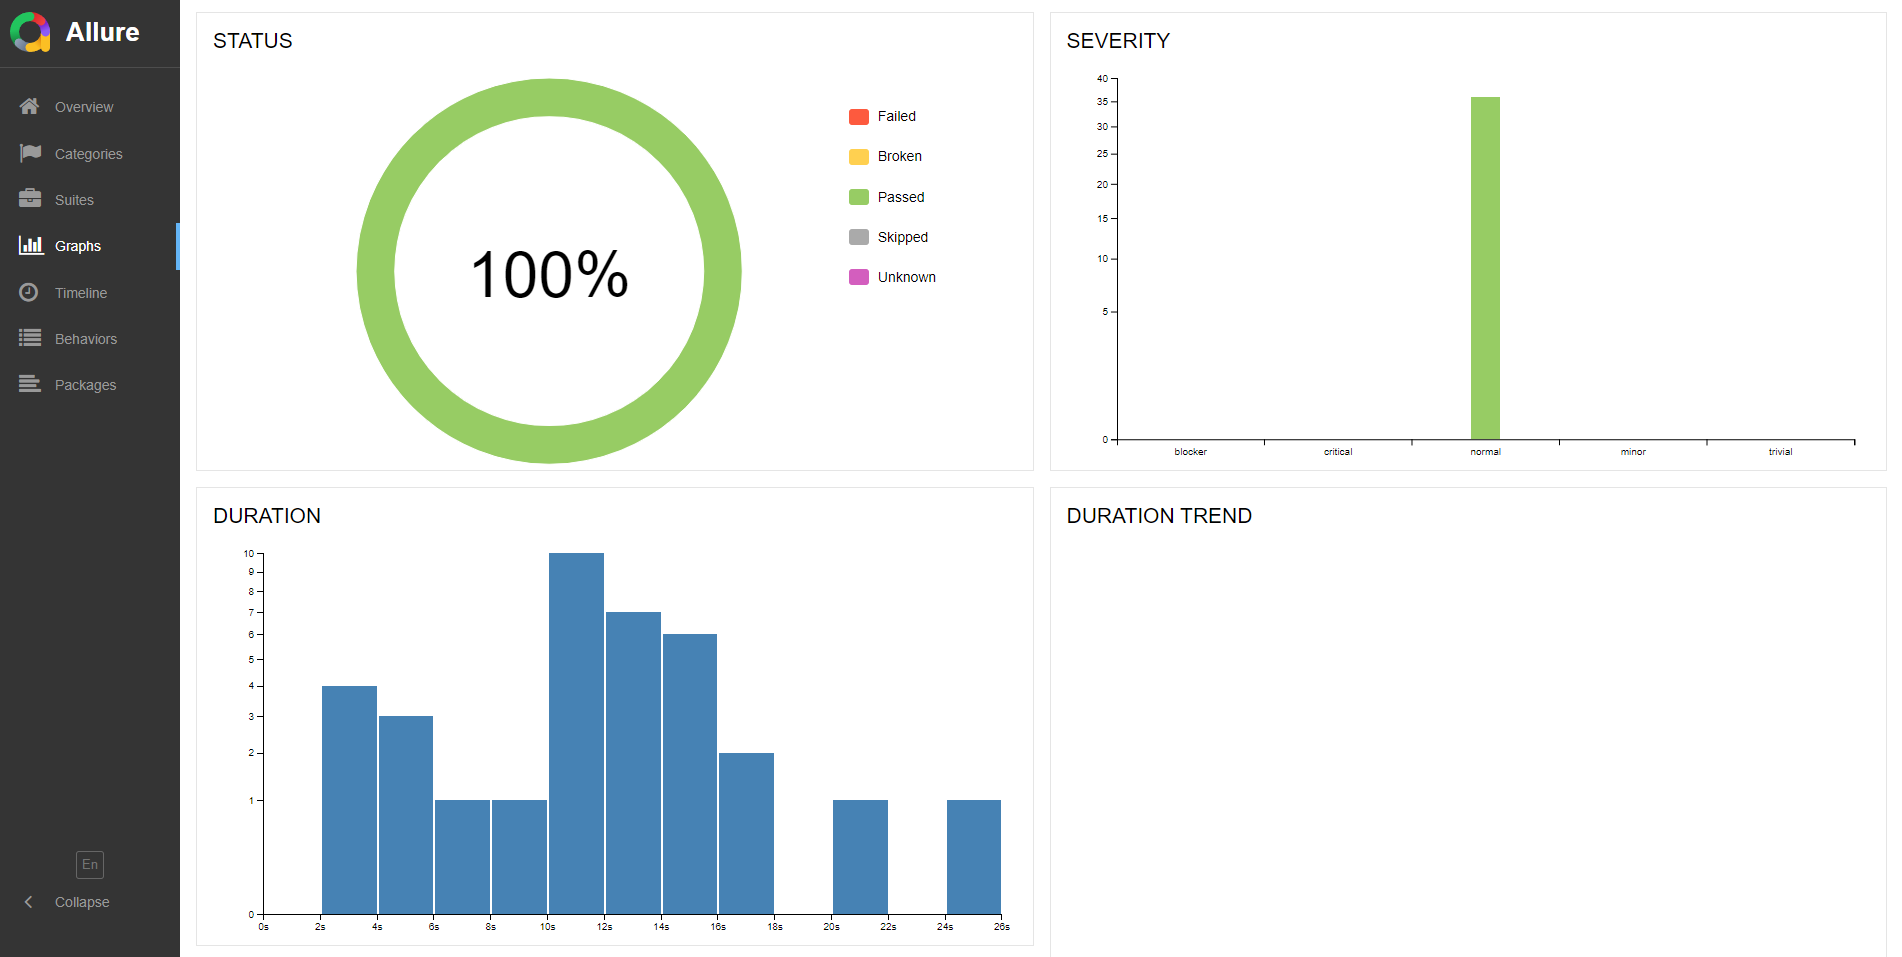 Allure
Overview
Categories
Suites
Graphs
Timeline
Behaviors
Packages
En
Collapse
STATUS
100%
Failed
Broken
Passed
Skipped
Unknown
SEVERITY
40
35
30
25
20
15
10
5
0
blocker critical normal minor trivial
DURATION
10
9
8
7
6
5
4
3
2
1
0
0s 2s 4s 6s 8s 10s 12s 14s 16s 18s 20s 22s 24s 26s
DURATION TREND